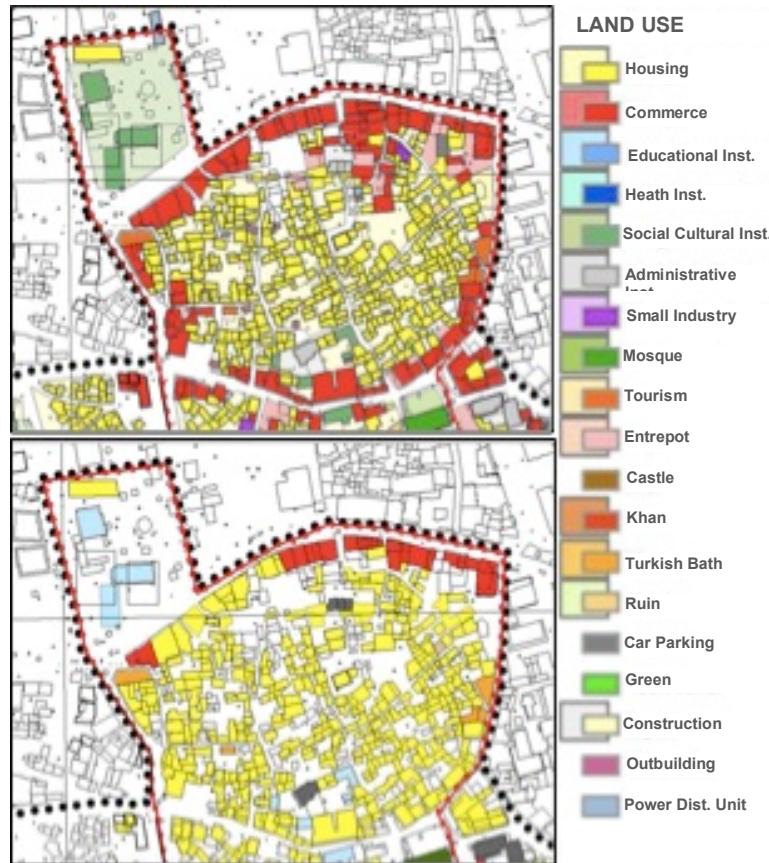 LAND USE
Housing
Commerce
Educational Inst.
Heath Inst.
Social Cultural Inst.
Administrative
Small Industry
Mosque
Tourism
Entrepot
Castle
Khan
Turkish Bath
Ruin
Car Parking
Green
Construction
Outbuilding
Power Dist. Unit